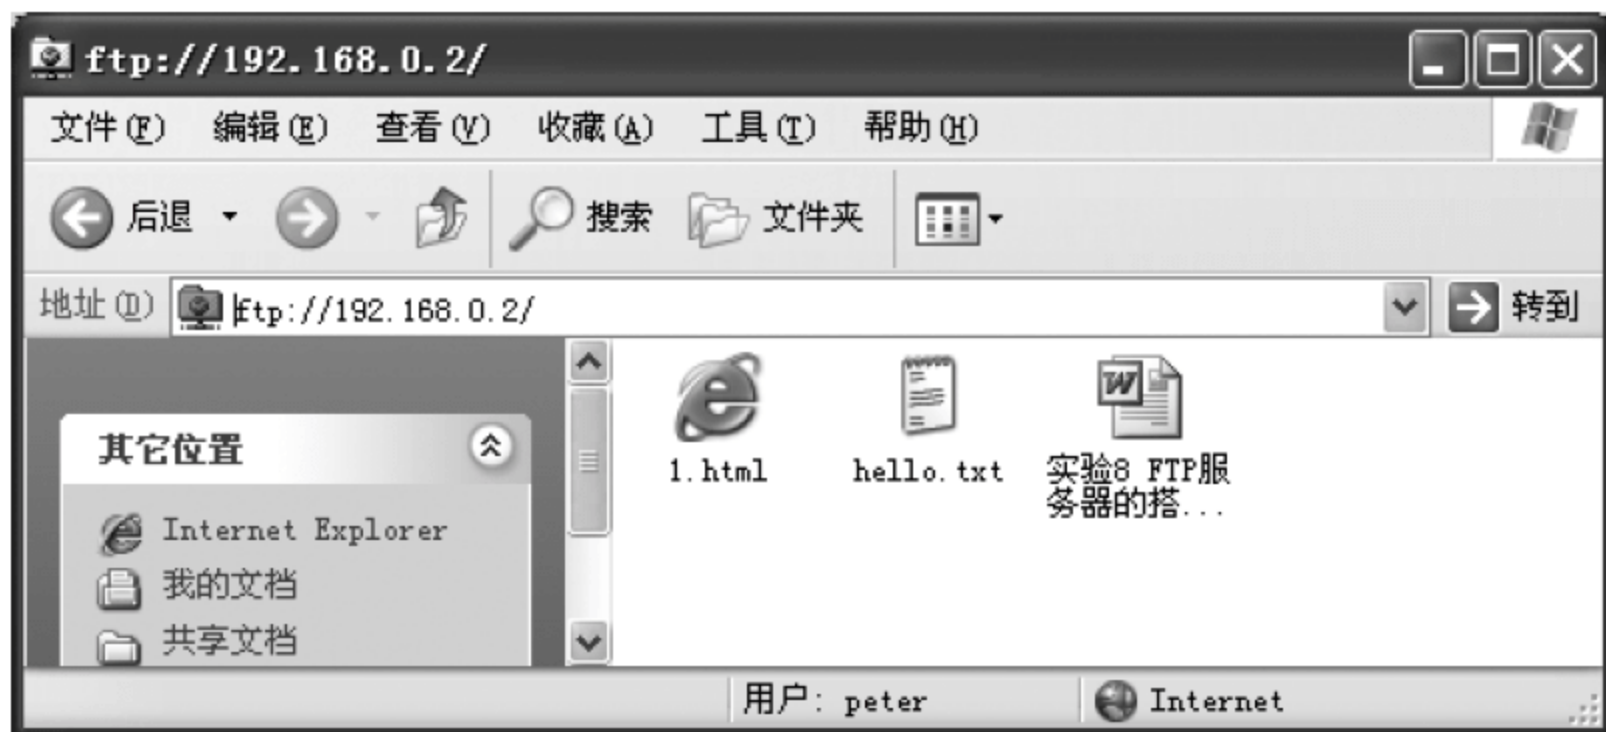 ftp://192.168.0.2/
文件(F) 编辑(E) 查看(V) 收藏(A) 工具(T) 帮助(H)
后退 搜索 文件夹
地址(D) ftp://192.168.0.2/ 转到
其它位置
Internet Explorer
我的文档
共享文档
1.html
hello.txt
实验8 FTP服
务器的搭...
用户: peter
Internet